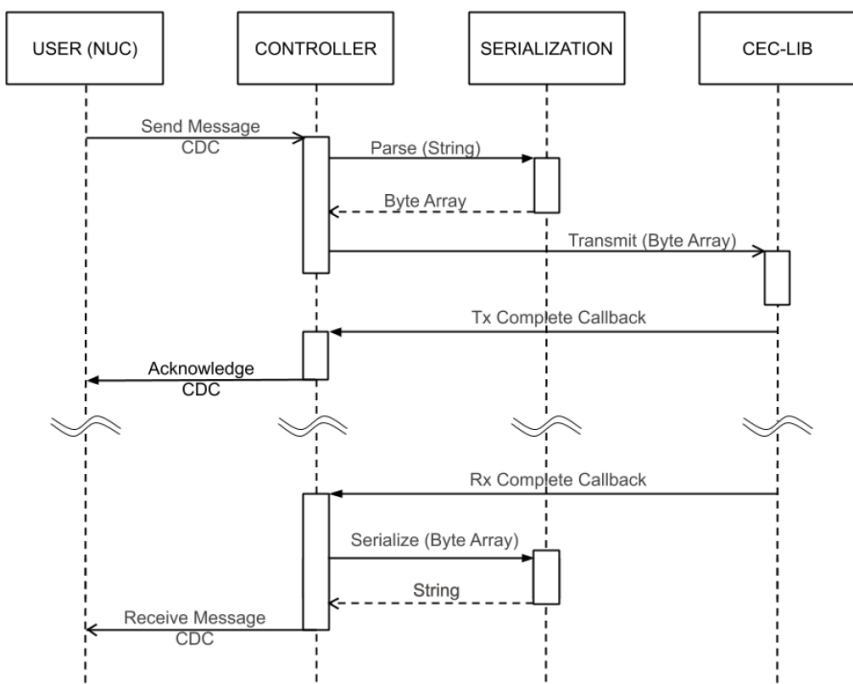 USER (NUC)
CONTROLLER
SERIALIZATION
CEC-LIB
Send Message
CDC
Parse (String)
Byte Array
Transmit (Byte Array)
Tx Complete Callback
Acknowledge
CDC
Rx Complete Callback
Serialize (Byte Array)
String
Receive Message
CDC